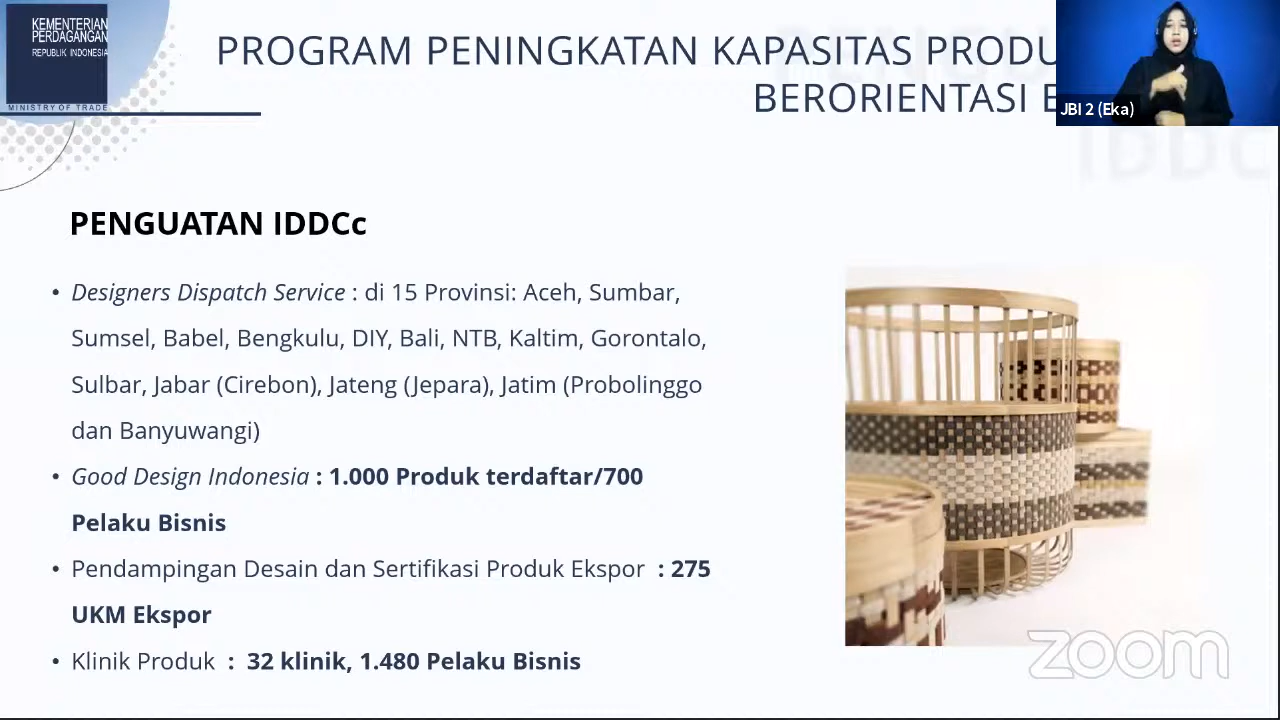 KEMENTERIAN
PERDAGANGAN
REPUBLIK INDONESIA
MINISTRY OF TRADE
PROGRAM PENINGKATAN KAPASITAS
BERORIENTASI
JBI 2 (Eka)
IDDC
PENGUATAN IDDCc
• Designers Dispatch Service : di 15 Provinsi: Aceh, Sumbar,
Sumsel, Babel, Bengkulu, DIY, Bali, NTB, Kaltim, Gorontalo,
Sulbar, Jabar (Cirebon), Jateng (Jepara), Jatim (Probolinggo
dan Banyuwangi)
• Good Design Indonesia : 1.000 Produk terdaftar/700
Pelaku Bisnis
• Pendampingan Desain dan Sertifikasi Produk Ekspor : 275
UKM Ekspor
• Klinik Produk : 32 klinik, 1.480 Pelaku Bisnis
zoom